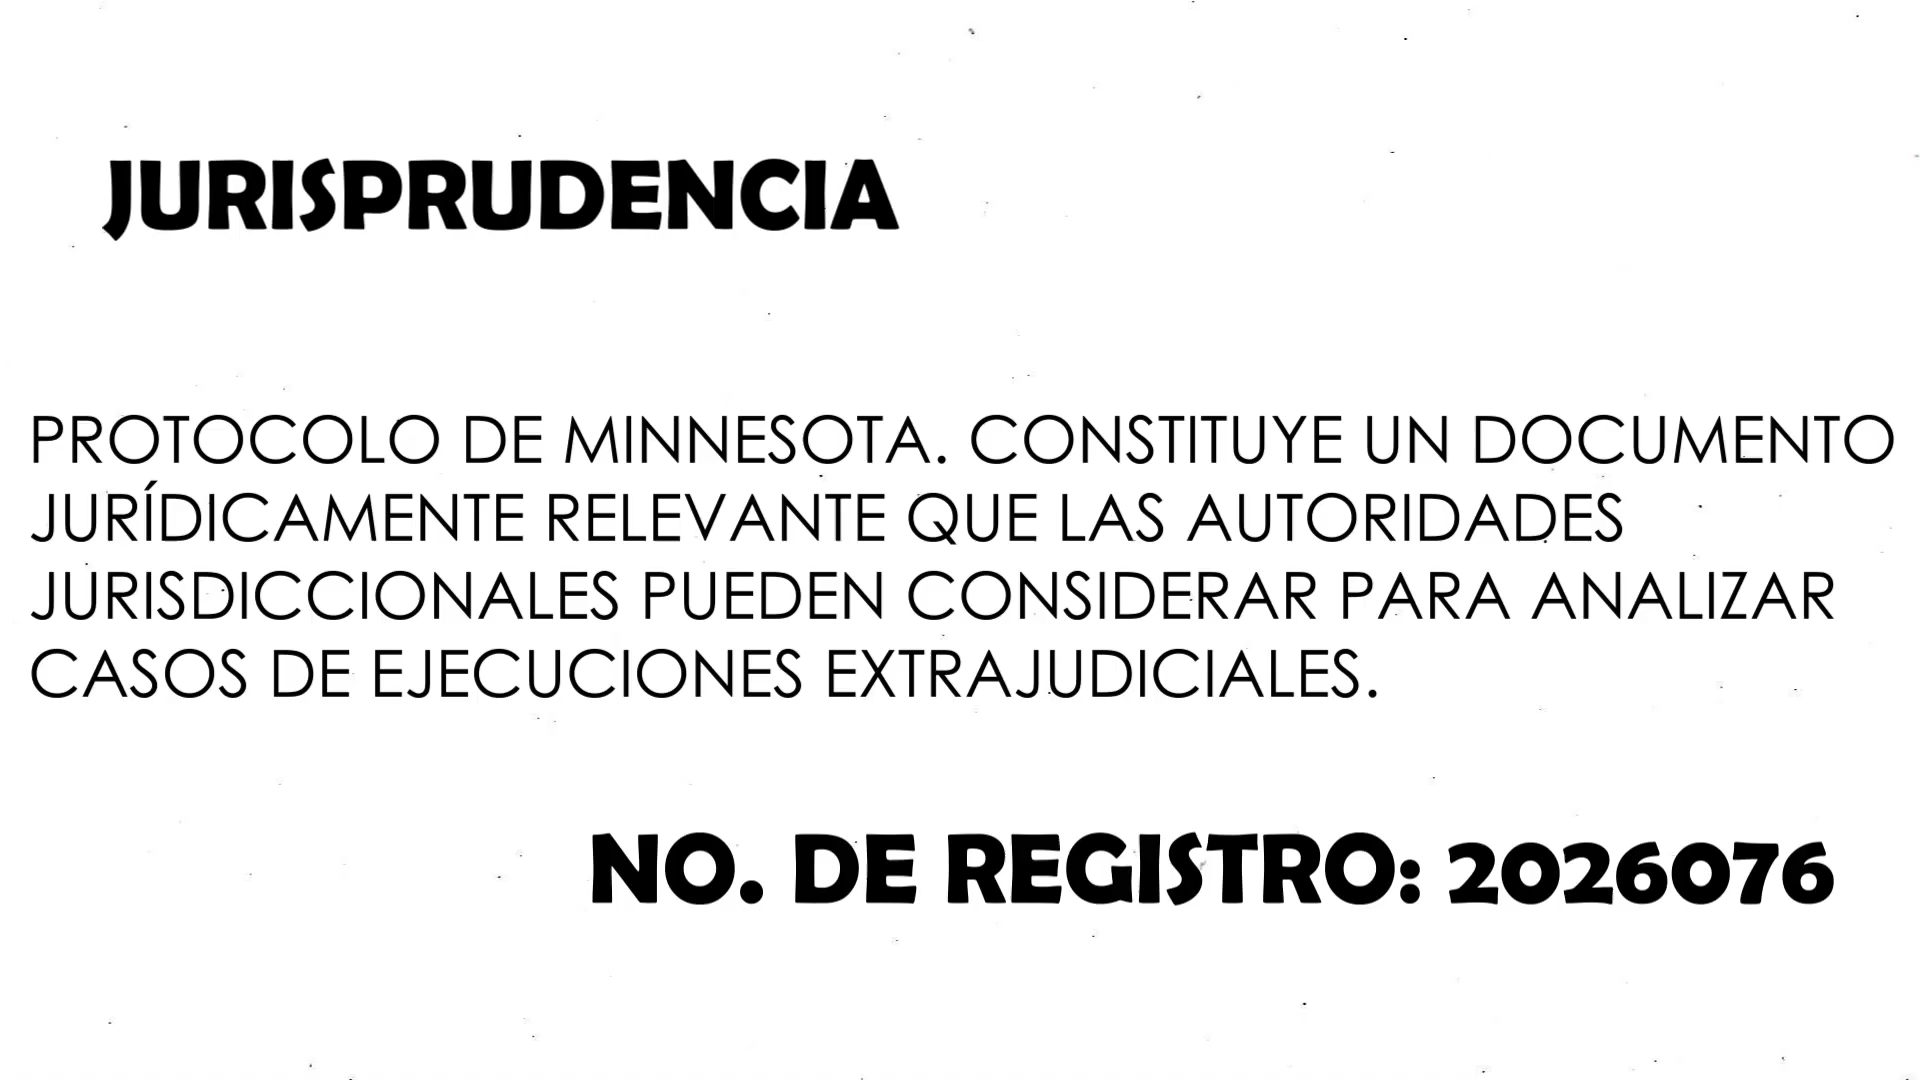 JURISPRUDENCIA
PROTOCOLO DE MINNESOTA. CONSTITUYE UN DOCUMENTO
JURÍDICAMENTE RELEVANTE QUE LAS AUTORIDADES
JURISDICCIONALES PUEDEN CONSIDERAR PARA ANALIZAR
CASOS DE EJECUCIONES EXTRAJUDICIALES.
NO. DE REGISTRO: 2026076